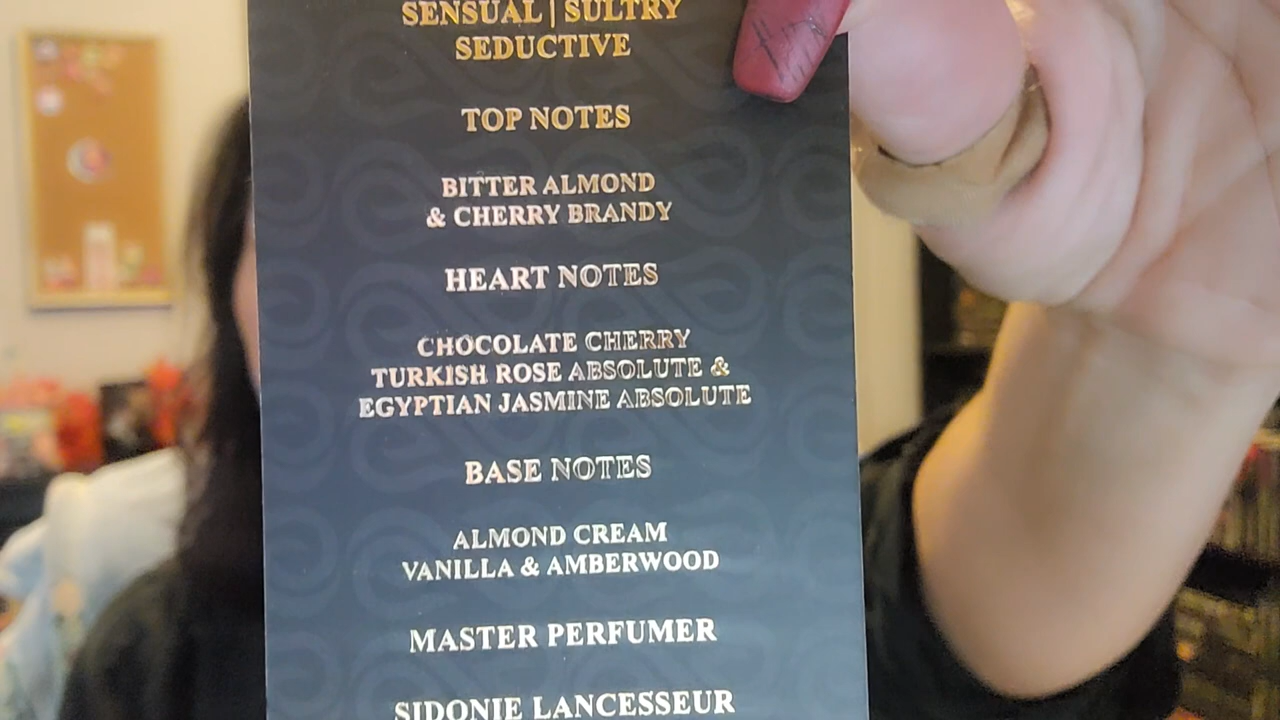 SENSUAL | SULTRY
SEDUCTIVE
TOP NOTES
BITTER ALMOND
& CHERRY BRANDY
HEART NOTES
CHOCOLATE CHERRY
TURKISH ROSE ABSOLUTE &
EGYPTIAN JASMINE ABSOLUTE
BASE NOTES
ALMOND CREAM
VANILLA & AMBERWOOD
MASTER PERFUMER
SIDONIE LANCESSEUR